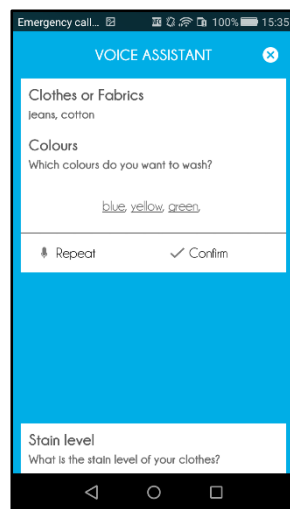 Emergency call... 100% 15:35
VOICE ASSISTANT
Clothes or Fabrics
jeans, cotton
Colours
Which colours do you want to wash?
blue, yellow, green,
Repeat Confirm
Stain level
What is the stain level of your clothes?